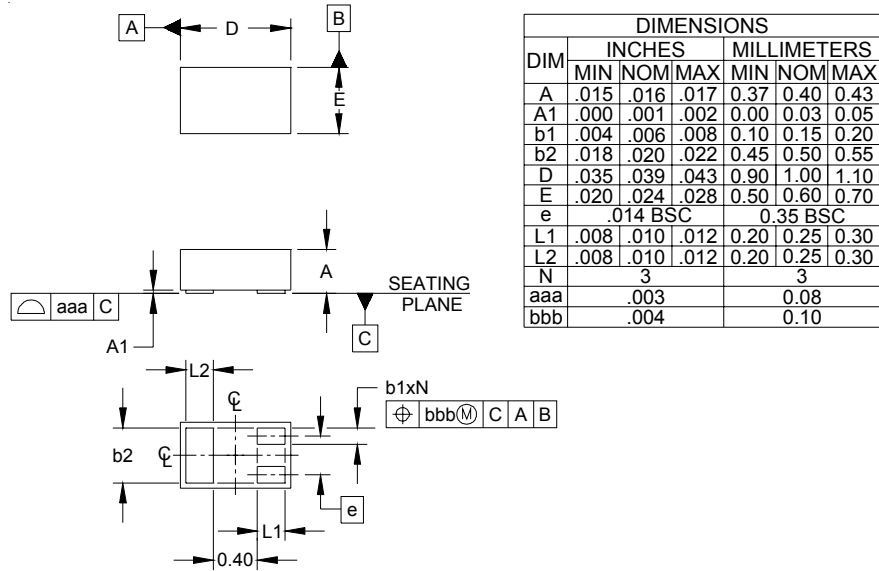 A D B
E
A
SEATING
PLANE
⌓ aaa C
A1
C
L2
b1xN
℄
⌖ bbbⓂ C A B
b2
℄
e
L1
0.40
DIMENSIONS
DIM INCHES MILLIMETERS
MIN NOM MAX MIN NOM MAX
A .015 .016 .017 0.37 0.40 0.43
A1 .000 .001 .002 0.00 0.03 0.05
b1 .004 .006 .008 0.10 0.15 0.20
b2 .018 .020 .022 0.45 0.50 0.55
D .035 .039 .043 0.90 1.00 1.10
E .020 .024 .028 0.50 0.60 0.70
e .014 BSC 0.35 BSC
L1 .008 .010 .012 0.20 0.25 0.30
L2 .008 .010 .012 0.20 0.25 0.30
N 3 3
aaa .003 0.08
bbb .004 0.10